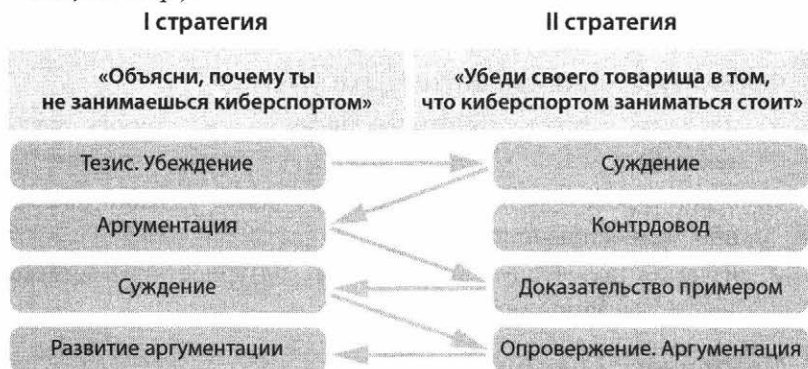 I стратегия
II стратегия
«Объясни, почему ты
не занимаешься киберспортом»
«Убеди своего товарища в том,
что киберспортом заниматься стоит»
Тезис. Убеждение
Суждение
Аргументация
Контрдовод
Суждение
Доказательство примером
Развитие аргументации
Опровержение. Аргументация